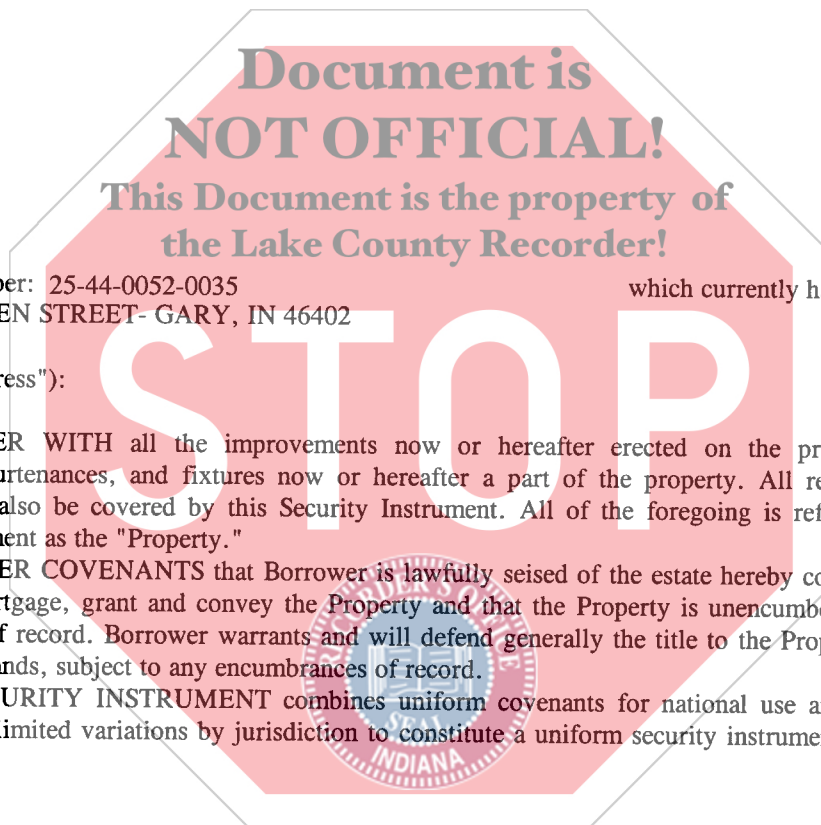 Document is
NOT OFFICIAL!
This Document is the property of
the Lake County Recorder!
ber: 25-44-0052-0035 which currently h
EN STREET- GARY, IN 46402
ress"):
STOP
ER WITH all the improvements now or hereafter erected on the pr
urtenances, and fixtures now or hereafter a part of the property. All re
also be covered by this Security Instrument. All of the foregoing is ref
ent as the "Property."
ER COVENANTS that Borrower is lawfully seised of the estate hereby co
rtgage, grant and convey the Property and that the Property is unencumbe
f record. Borrower warrants and will defend generally the title to the Prop
nds, subject to any encumbrances of record.
URITY INSTRUMENT combines uniform covenants for national use a
limited variations by jurisdiction to constitute a uniform security instrume
RECORDER'S OFFICE
SEAL
INDIANA